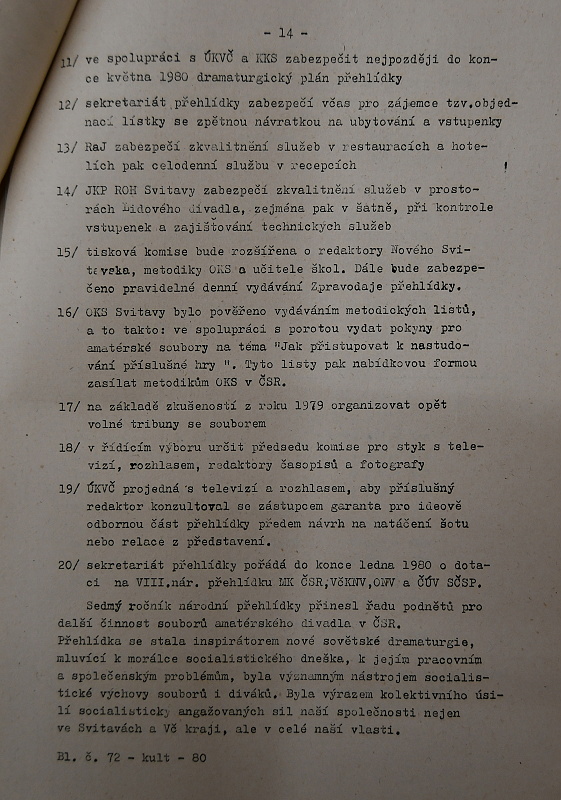 - 14 -
11/ ve spolupráci s ÚKVČ a KKS zabezpečit nejpozději do kon-
ce května 1980 dramaturgický plán přehlídky
12/ sekretariát přehlídky zabezpečí včas pro zájemce tzv.objed-
nací lístky se zpětnou návratkou na ubytování a vstupenky
13/ RaJ zabezpečí zkvalitnění služeb v restauracích a hote-
lích pak celodenní službu v recepcích
14/ JKP ROH Svitavy zabezpečí zkvalitnění služeb v prosto-
rách Lidového divadla, zejména pak v šatně, při kontrole
vstupenek a zajišťování technických služeb
15/ tisková komise bude rozšířena o redaktory Nového Svi-
tavska, metodiky OKS a učitele škol. Dále bude zabezpe-
čeno pravidelné denní vydávání Zpravodaje přehlídky.
16/ OKS Svitavy bylo pověřeno vydáváním metodických listů,
a to takto: ve spolupráci s porotou vydat pokyny pro
amatérské soubory na téma "Jak přistupovat k nastudo-
vání příslušné hry ". Tyto listy pak nabídkovou formou
zasílat metodikům OKS v ČSR.
17/ na základě zkušeností z roku 1979 organizovat opět
volné tribuny se souborem
18/ v řídícím výboru určit předsedu komise pro styk s tele-
vizí, rozhlasem, redaktory časopisů a fotografy
19/ ÚKVČ projedná s televizí a rozhlasem, aby příslušný
redaktor konzultoval se zástupcem garanta pro ideově
odbornou část přehlídky předem návrh na natáčení šotu
nebo relace z představení.
20/ sekretariát přehlídky pořádá do konce ledna 1980 o dota-
ci na VIII.nár. přehlídku MK ČSR,VčKNV,ONV a ČÚV SČSP.
Sedmý ročník národní přehlídky přinesl řadu podnětů pro
další činnost souborů amatérského divadla v ČSR.
Přehlídka se stala inspirátorem nové sovětské dramaturgie,
mluvící k morálce socialistického dneška, k jejím pracovním
a společenským problémům, byla významným nástrojem socialis-
tické výchovy souborů i diváků. Byla výrazem kolektivního úsi-
lí socialisticky angažovaných sil naší společnosti nejen
ve Svitavách a Vč kraji, ale v celé naší vlasti.
Bl. č. 72 - kult - 80